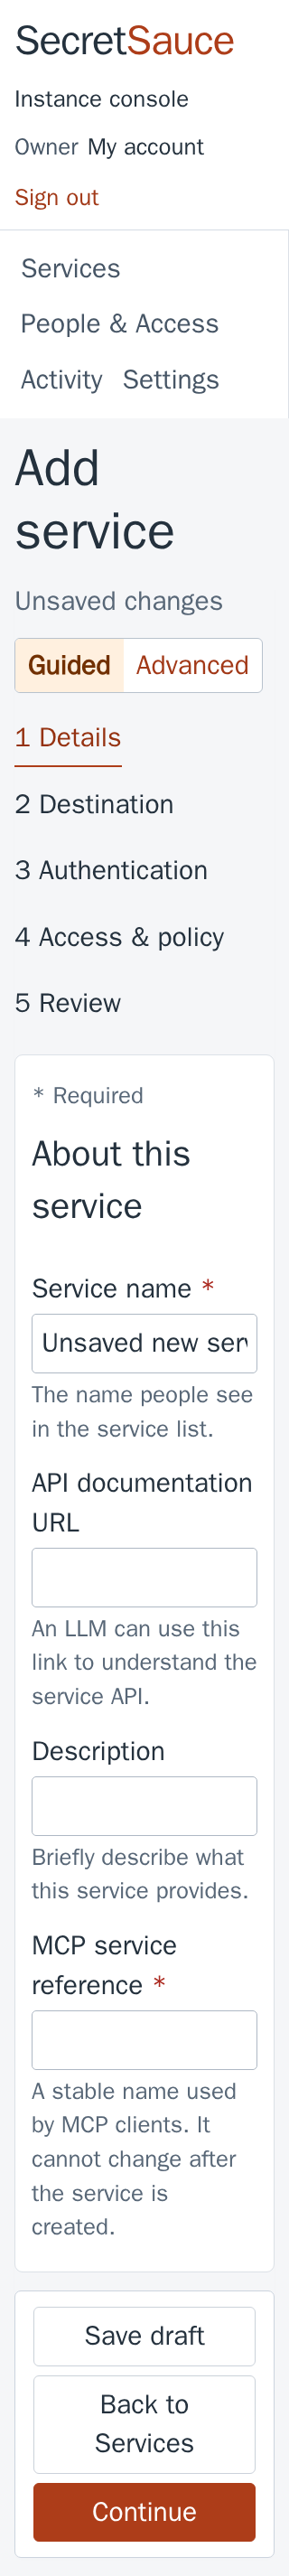 SecretSauce
Instance console
Owner My account
Sign out
Services
People & Access
Activity Settings
Add
service
Unsaved changes
Guided Advanced
1 Details
2 Destination
3 Authentication
4 Access & policy
5 Review
* Required
About this
service
Service name *
Unsaved new ser
The name people see
in the service list.
API documentation
URL
An LLM can use this
link to understand the
service API.
Description
Briefly describe what
this service provides.
MCP service
reference *
A stable name used
by MCP clients. It
cannot change after
the service is
created.
Save draft
Back to
Services
Continue